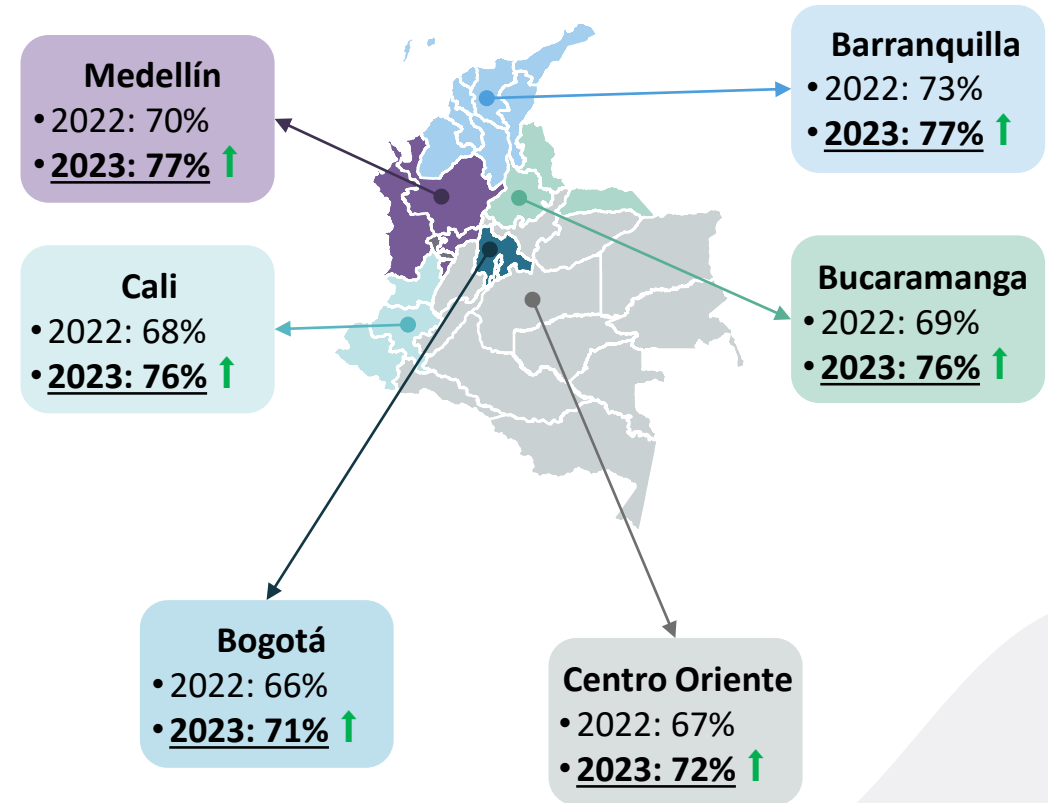 Medellín
• 2022: 70%
• 2023: 77%
Barranquilla
• 2022: 73%
• 2023: 77%
Cali
• 2022: 68%
• 2023: 76%
Bucaramanga
• 2022: 69%
• 2023: 76%
Bogotá
• 2022: 66%
• 2023: 71%
Centro Oriente
• 2022: 67%
• 2023: 72%